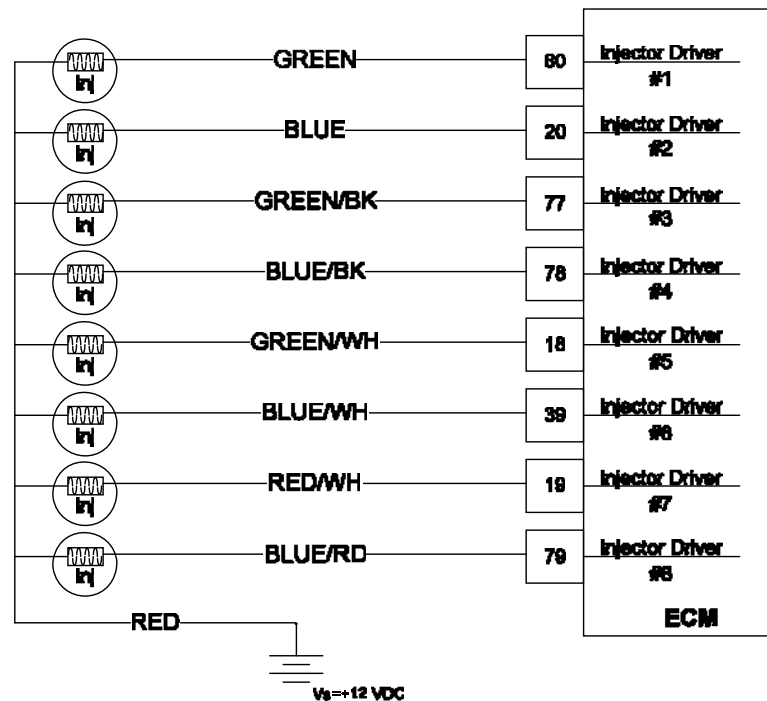 GREEN 60 Injector Driver
Inj #1
BLUE 20 Injector Driver
Inj #2
GREEN/BK 77 Injector Driver
Inj #3
BLUE/BK 78 Injector Driver
Inj #4
GREEN/WH 18 Injector Driver
Inj #5
BLUE/WH 39 Injector Driver
Inj #6
RED/WH 19 Injector Driver
Inj #7
BLUE/RD 79 Injector Driver
Inj #8
RED ECM
Vs=+12 VDC